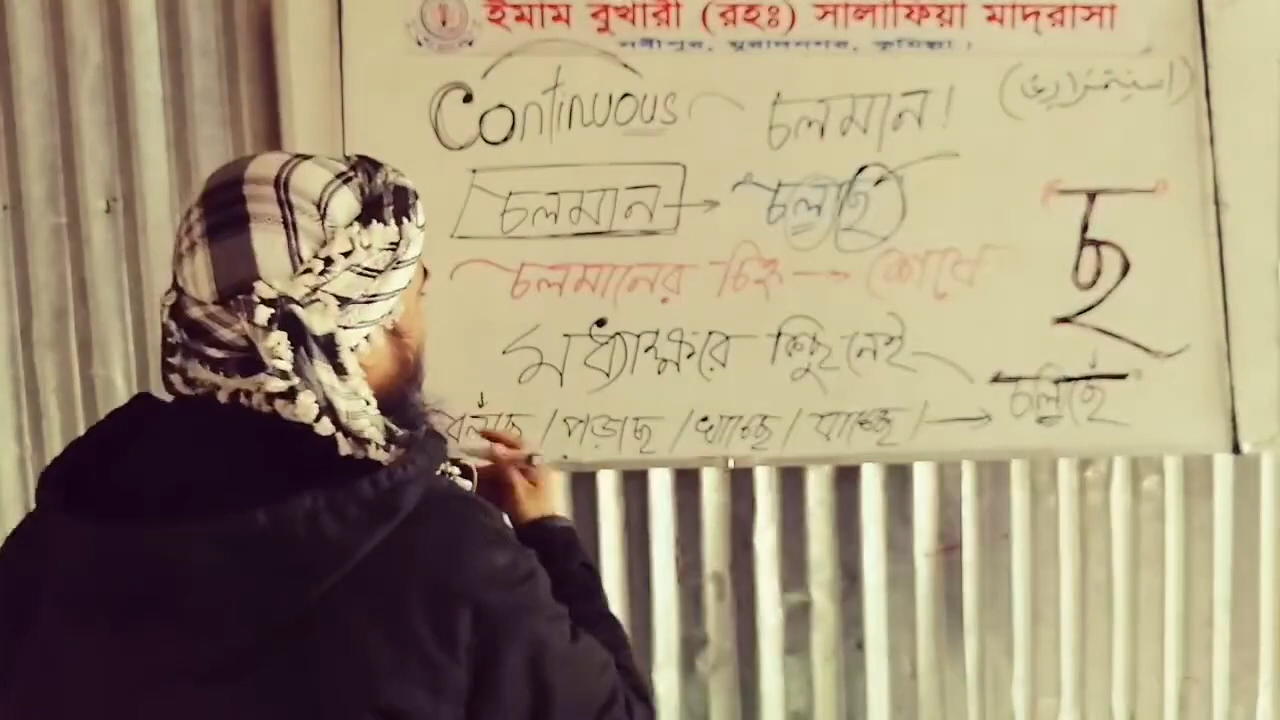 ইমাম বুখারী (রহঃ) সালাফিয়া মাদ্রাসা
Continuous চলমান।
চলমান → চলছি
চলমানের চিহ্ন → শেষে
ছ
মধ্যাক্ষরে কিছু নেই
বলছে / পড়ছে / খাচ্ছে / যাচ্ছে / → চলছে